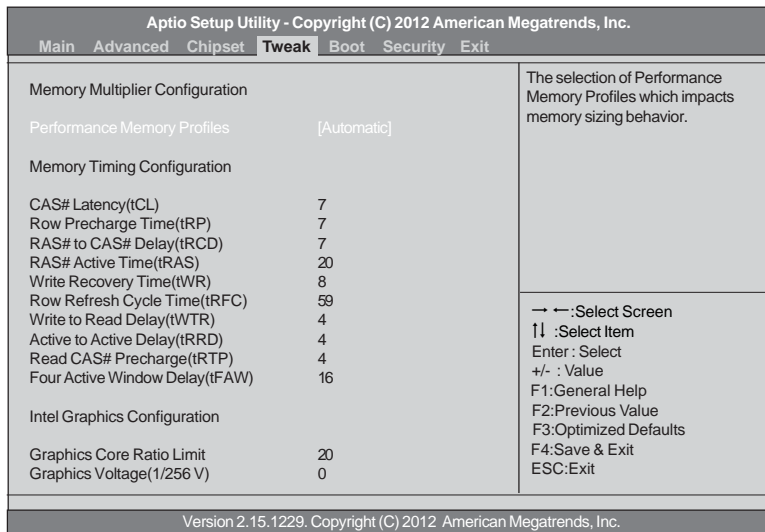 Aptio Setup Utility - Copyright (C) 2012 American Megatrends, Inc.
Main Advanced Chipset Tweak Boot Security Exit
Memory Multiplier Configuration
Performance Memory Profiles [Automatic]
Memory Timing Configuration
CAS# Latency(tCL) 7
Row Precharge Time(tRP) 7
RAS# to CAS# Delay(tRCD) 7
RAS# Active Time(tRAS) 20
Write Recovery Time(tWR) 8
Row Refresh Cycle Time(tRFC) 59
Write to Read Delay(tWTR) 4
Active to Active Delay(tRRD) 4
Read CAS# Precharge(tRTP) 4
Four Active Window Delay(tFAW) 16
Intel Graphics Configuration
Graphics Core Ratio Limit 20
Graphics Voltage(1/256 V) 0
The selection of Performance
Memory Profiles which impacts
memory sizing behavior.
→ ←:Select Screen
↑↓ :Select Item
Enter : Select
+/- : Value
F1:General Help
F2:Previous Value
F3:Optimized Defaults
F4:Save & Exit
ESC:Exit
Version 2.15.1229. Copyright (C) 2012 American Megatrends, Inc.